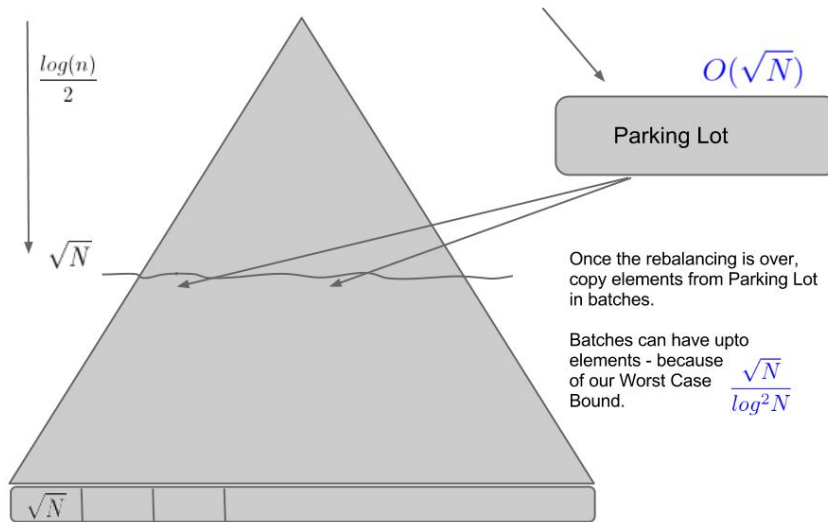 log(n)
2
O(√N)
Parking Lot
√N
Once the rebalancing is over,
copy elements from Parking Lot
in batches.
Batches can have upto
elements - because
of our Worst Case
Bound.
√N
log²N
√N